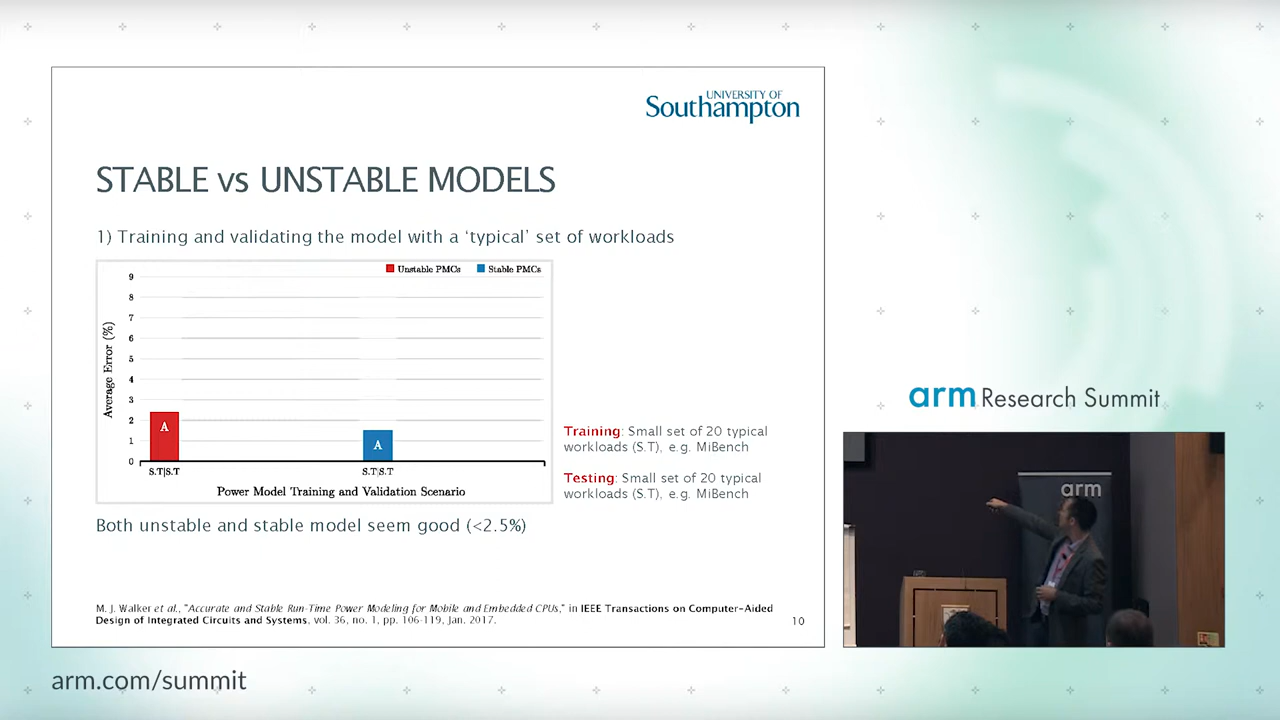 UNIVERSITY OF
Southampton
STABLE vs UNSTABLE MODELS
1) Training and validating the model with a ‘typical’ set of workloads
Unstable PMCs
Stable PMCs
9
8
7
6
5
4
3
2
1
0
Average Error (%)
A
A
S.T|S.T
S.T|S.T
Power Model Training and Validation Scenario
Training: Small set of 20 typical
workloads (S.T), e.g. MiBench
Testing: Small set of 20 typical
workloads (S.T), e.g. MiBench
Both unstable and stable model seem good (<2.5%)
M. J. Walker et al., "Accurate and Stable Run-Time Power Modeling for Mobile and Embedded CPUs," in IEEE Transactions on Computer-Aided
Design of Integrated Circuits and Systems, vol. 36, no. 1, pp. 106-119, Jan. 2017.
10
arm Research Summit
arm
arm.com/summit